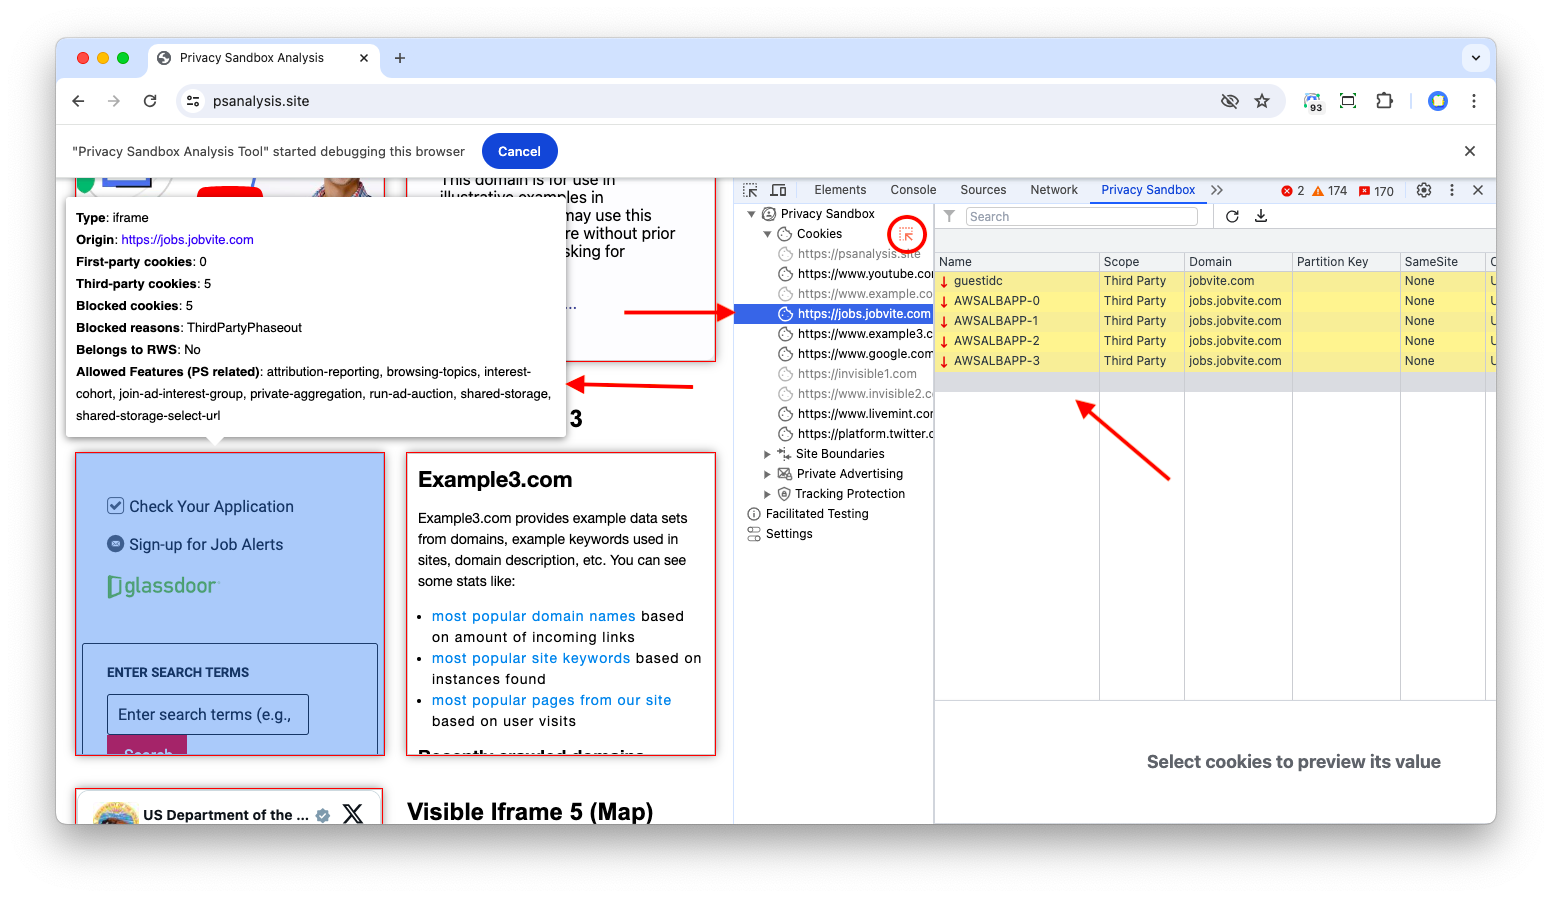 Privacy Sandbox Analysis
psanalysis.site
93
"Privacy Sandbox Analysis Tool" started debugging this browser
Cancel
This domain is for use in
illustrative examples in
may use this
re without prior
sking for
...
Type: iframe
Origin: https://jobs.jobvite.com
First-party cookies: 0
Third-party cookies: 5
Blocked cookies: 5
Blocked reasons: ThirdPartyPhaseout
Belongs to RWS: No
Allowed Features (PS related): attribution-reporting, browsing-topics, interest-
cohort, join-ad-interest-group, private-aggregation, run-ad-auction, shared-storage,
shared-storage-select-url
3
Check Your Application
Sign-up for Job Alerts
glassdoor
ENTER SEARCH TERMS
Enter search terms (e.g.,
Search
Example3.com
Example3.com provides example data sets
from domains, example keywords used in
sites, domain description, etc. You can see
some stats like:
• most popular domain names based
on amount of incoming links
• most popular site keywords based on
instances found
• most popular pages from our site
based on user visits
Recently crawled domains
US Department of the ...
Visible Iframe 5 (Map)
Elements Console Sources Network Privacy Sandbox 2 174 170
Privacy Sandbox
Cookies
https://psanalysis.site
https://www.youtube.com
https://www.example.co
https://jobs.jobvite.com
https://www.example3.c
https://www.google.com
https://invisible1.com
https://www.invisible2.c
https://www.livemint.com
https://platform.twitter.c
Site Boundaries
Private Advertising
Tracking Protection
Facilitated Testing
Settings
Search
Name Scope Domain Partition Key SameSite
guestidc Third Party jobvite.com None
AWSALBAPP-0 Third Party jobs.jobvite.com None
AWSALBAPP-1 Third Party jobs.jobvite.com None
AWSALBAPP-2 Third Party jobs.jobvite.com None
AWSALBAPP-3 Third Party jobs.jobvite.com None
Select cookies to preview its value